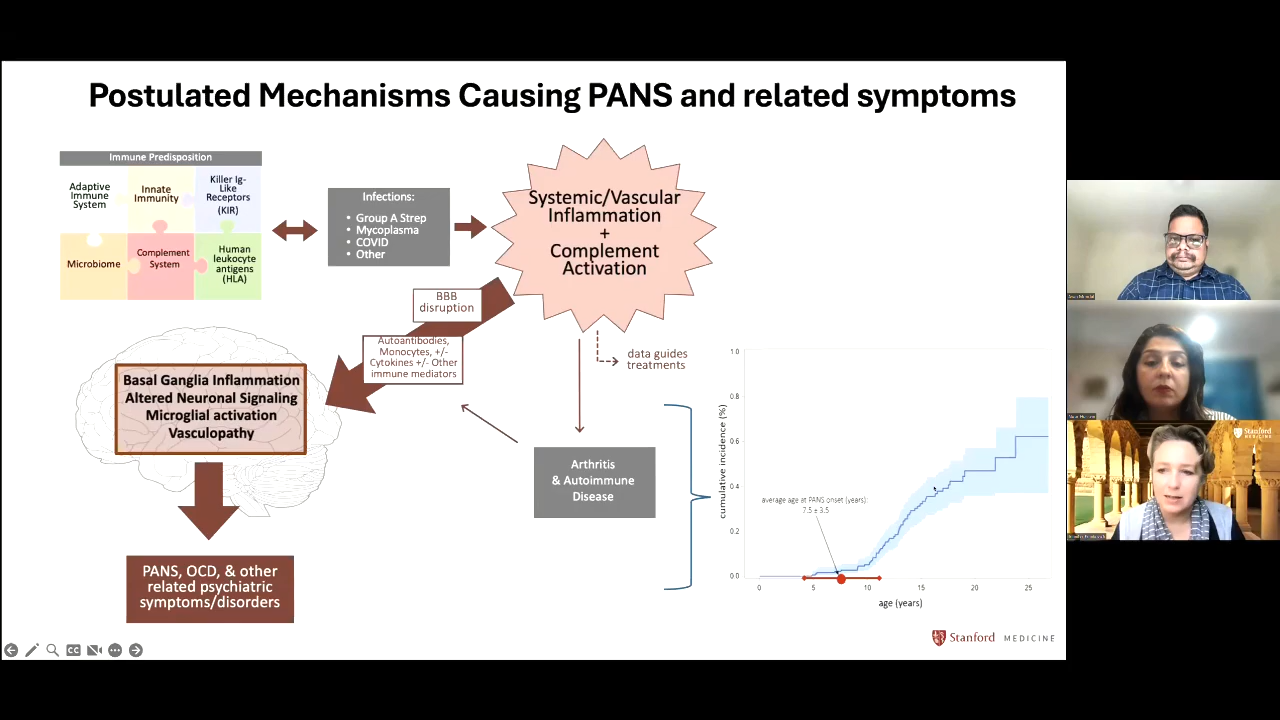 Postulated Mechanisms Causing PANS and related symptoms
Immune Predisposition
Adaptive
Immune
System
Innate
Immunity
Killer Ig-
Like
Receptors
(KIR)
Microbiome
Complement
System
Human
leukocyte
antigens
(HLA)
Infections:
• Group A Strep
• Mycoplasma
• COVID
• Other
Systemic/Vascular
Inflammation
+
Complement
Activation
BBB
disruption
Autoantibodies,
Monocytes, +/-
Cytokines +/- Other
immune mediators
data guides
treatments
Basal Ganglia Inflammation
Altered Neuronal Signaling
Microglial activation
Vasculopathy
Arthritis
& Autoimmune
Disease
PANS, OCD, & other
related psychiatric
symptoms/disorders
cumulative incidence (%)
1.0
0.8
0.6
0.4
0.2
0.0
average age at PANS onset (years):
7.5 ± 3.5
0 5 10 15 20 25
age (years)
Stanford MEDICINE
CC
Stanford
MEDICINE